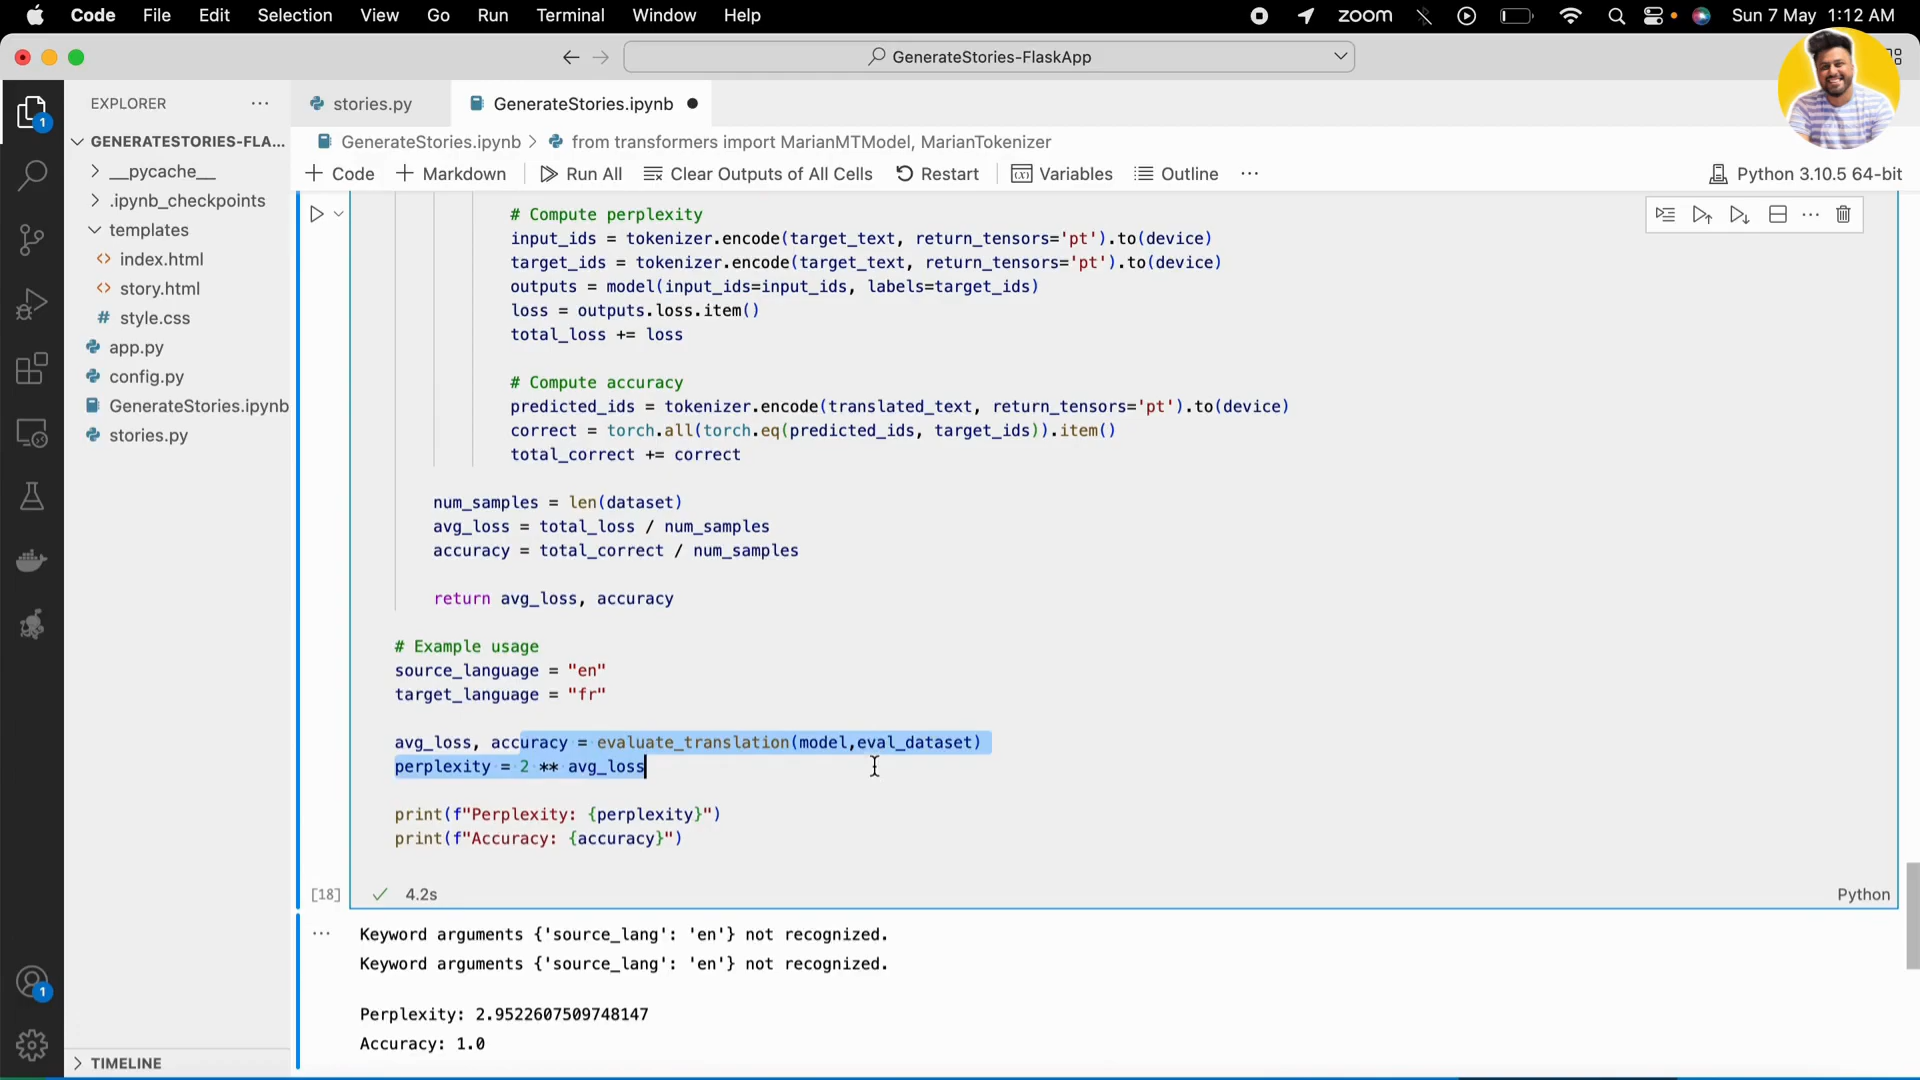 Code File Edit Selection View Go Run Terminal Window Help zoom Sun 7 May 1:12 AM
GenerateStories-FlaskApp
EXPLORER
stories.py GenerateStories.ipynb
GENERATESTORIES-FLA...
GenerateStories.ipynb > from transformers import MarianMTModel, MarianTokenizer
+ Code + Markdown Run All Clear Outputs of All Cells Restart Variables Outline ... Python 3.10.5 64-bit
__pycache__
.ipynb_checkpoints
templates
index.html
story.html
style.css
app.py
config.py
GenerateStories.ipynb
stories.py
1
# Compute perplexity
input_ids = tokenizer.encode(target_text, return_tensors='pt').to(device)
target_ids = tokenizer.encode(target_text, return_tensors='pt').to(device)
outputs = model(input_ids=input_ids, labels=target_ids)
loss = outputs.loss.item()
total_loss += loss
# Compute accuracy
predicted_ids = tokenizer.encode(translated_text, return_tensors='pt').to(device)
correct = torch.all(torch.eq(predicted_ids, target_ids)).item()
total_correct += correct
num_samples = len(dataset)
avg_loss = total_loss / num_samples
accuracy = total_correct / num_samples
return avg_loss, accuracy
# Example usage
source_language = "en"
target_language = "fr"
avg_loss, accuracy = evaluate_translation(model,eval_dataset)
perplexity = 2 ** avg_loss
print(f"Perplexity: {perplexity}")
print(f"Accuracy: {accuracy}")
[18] 4.2s Python
Keyword arguments {'source_lang': 'en'} not recognized.
Keyword arguments {'source_lang': 'en'} not recognized.
Perplexity: 2.9522607509748147
Accuracy: 1.0
1
TIMELINE